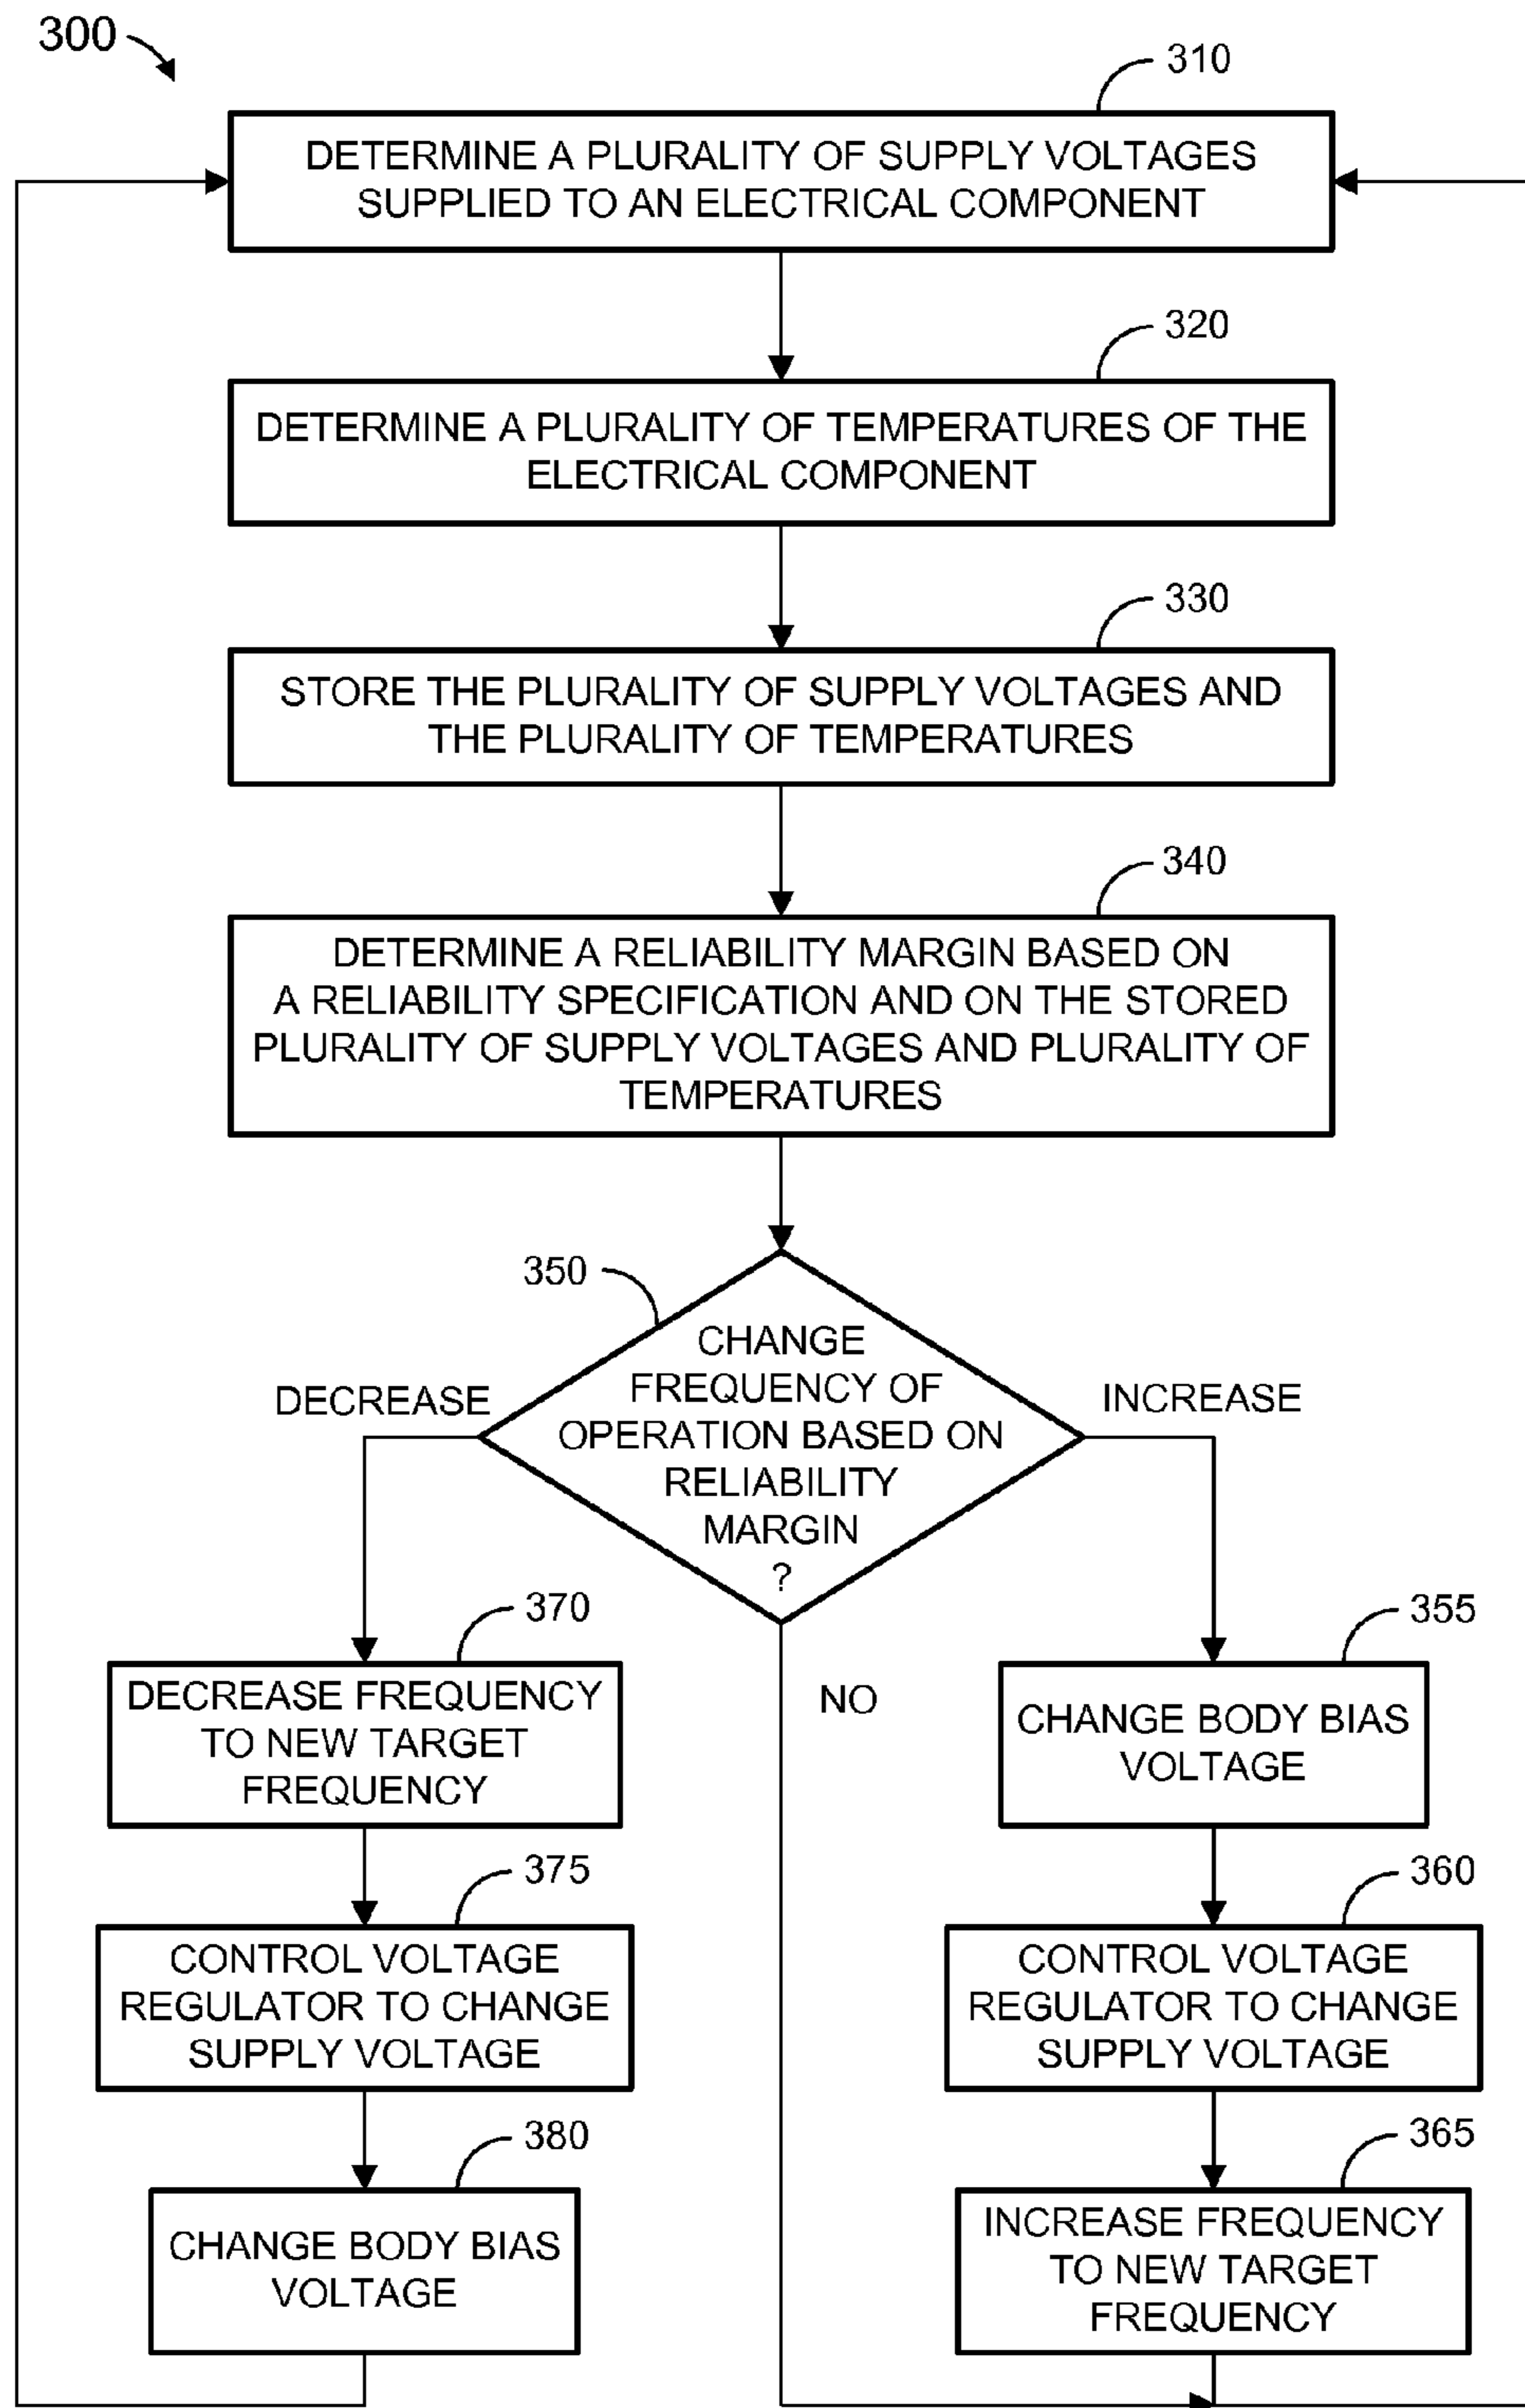 300
310
DETERMINE A PLURALITY OF SUPPLY VOLTAGES
SUPPLIED TO AN ELECTRICAL COMPONENT
320
DETERMINE A PLURALITY OF TEMPERATURES OF THE
ELECTRICAL COMPONENT
330
STORE THE PLURALITY OF SUPPLY VOLTAGES AND
THE PLURALITY OF TEMPERATURES
340
DETERMINE A RELIABILITY MARGIN BASED ON
A RELIABILITY SPECIFICATION AND ON THE STORED
PLURALITY OF SUPPLY VOLTAGES AND PLURALITY OF
TEMPERATURES
350
CHANGE
FREQUENCY OF
OPERATION BASED ON
RELIABILITY
MARGIN
?
DECREASE
INCREASE
NO
370
DECREASE FREQUENCY
TO NEW TARGET
FREQUENCY
375
CONTROL VOLTAGE
REGULATOR TO CHANGE
SUPPLY VOLTAGE
380
CHANGE BODY BIAS
VOLTAGE
355
CHANGE BODY BIAS
VOLTAGE
360
CONTROL VOLTAGE
REGULATOR TO CHANGE
SUPPLY VOLTAGE
365
INCREASE FREQUENCY
TO NEW TARGET
FREQUENCY